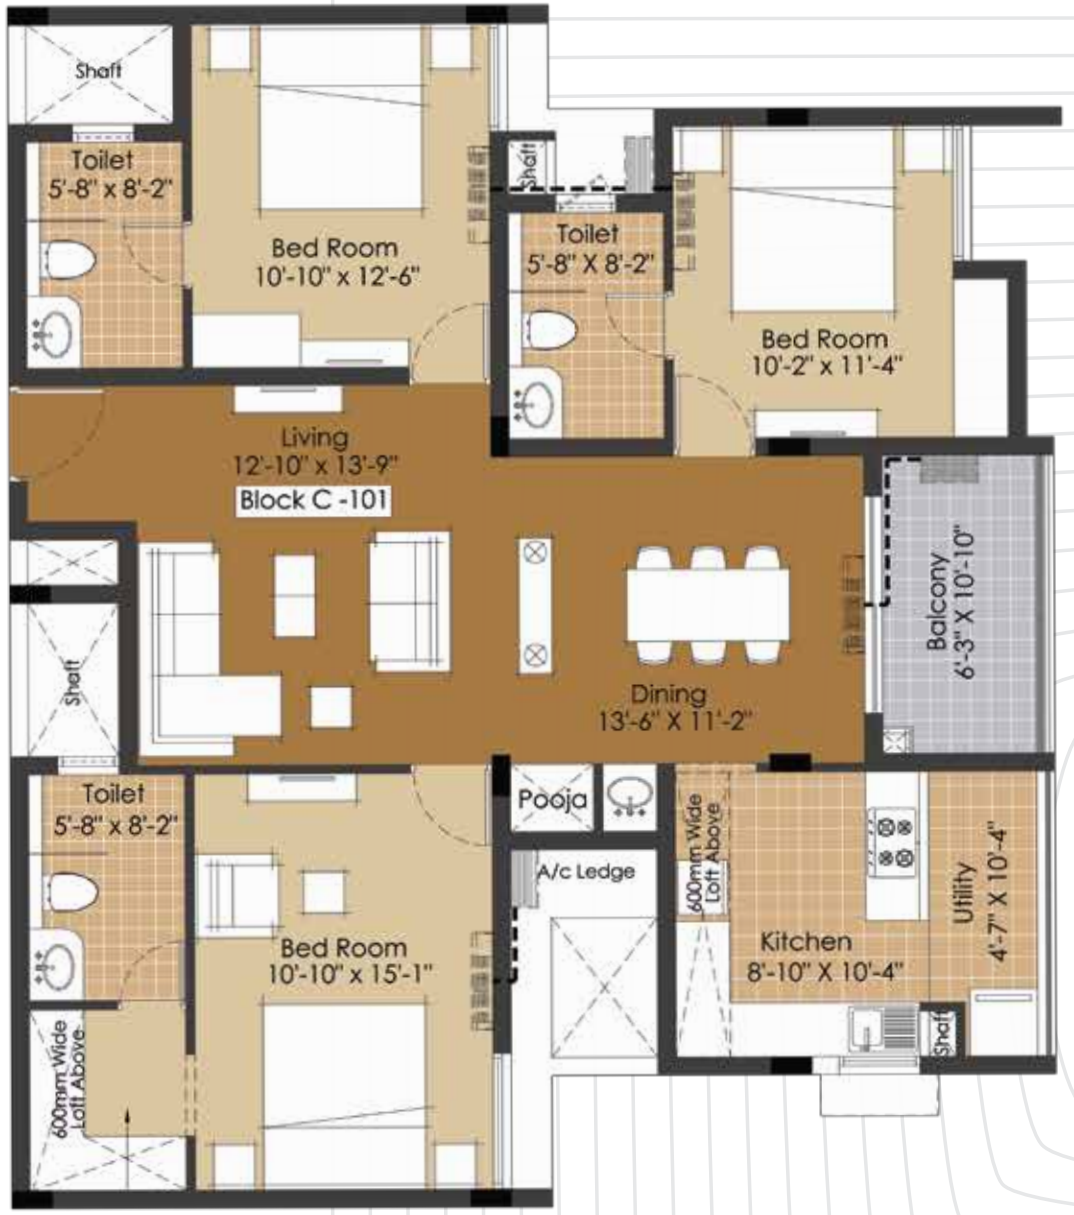 Shaft
Toilet
5'-8" x 8'-2"
Bed Room
10'-10" x 12'-6"
Shaft
Toilet
5'-8" X 8'-2"
Bed Room
10'-2" x 11'-4"
Living
12'-10" x 13'-9"
Block C -101
Balcony
6'-3" X 10'-10"
Shaft
Dining
13'-6" X 11'-2"
Toilet
5'-8" x 8'-2"
Pooja
A/c Ledge
600mm Wide
Loft Above
Utility
4'-7" X 10'-4"
Kitchen
8'-10" X 10'-4"
Bed Room
10'-10" x 15'-1"
Shaft
600mm Wide
Loft Above